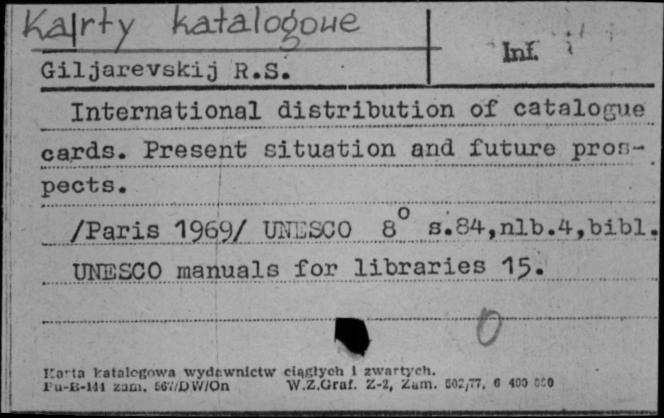 Karty katalogowe
Inf.
Giljarevskij R.S.
International distribution of catalogue
cards. Present situation and future pros-
pects.
/Paris 1969/ UNESCO 8° s.84,nlb.4,bibl.
UNESCO manuals for libraries 15.
0
Karta katalogowa wydawnictw ciągłych i zwartych.
Pu-B-141 zam. 567/DW/On W.Z.Graf. Z-2, Zam. 502/77, 6 400 000